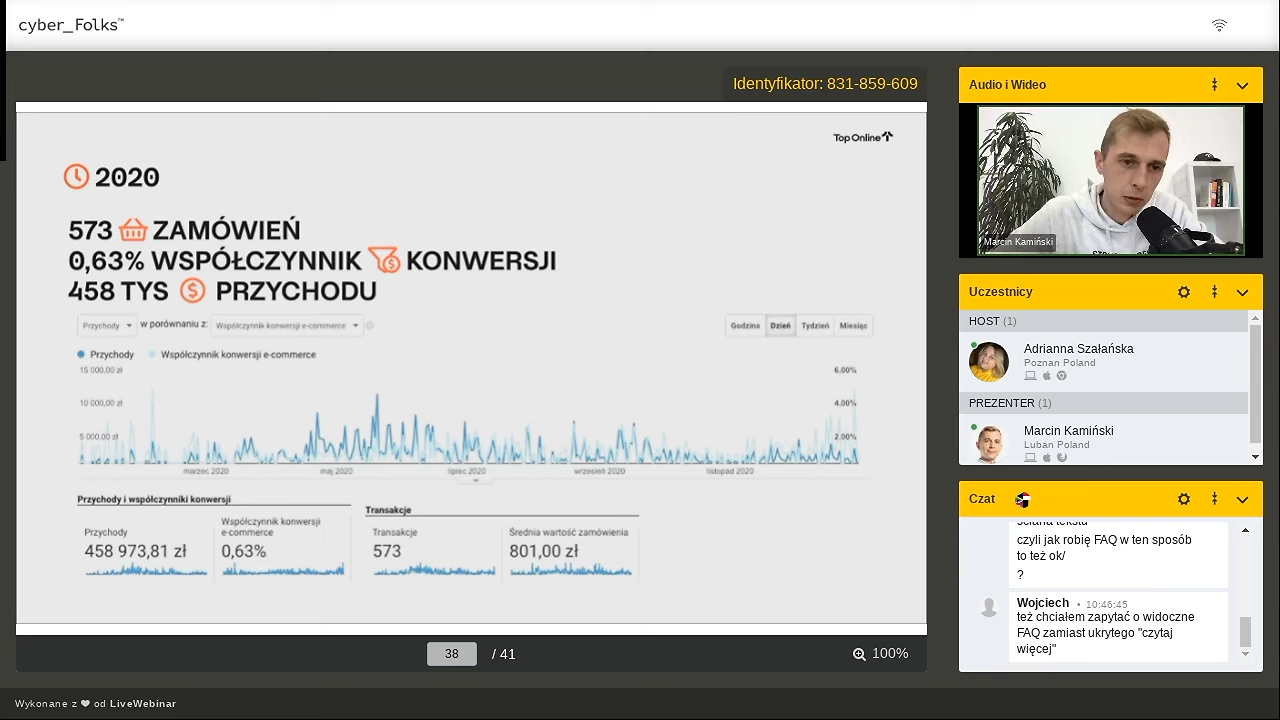 cyber_Folks™
Identyfikator: 831-859-609
Top Online
2020
573 ZAMÓWIEŃ
0,63% WSPÓŁCZYNNIK KONWERSJI
458 TYS PRZYCHODU
Przychody w porównaniu z: Współczynnik konwersji e-commerce
Godzina Dzień Tydzień Miesiąc
Przychody Współczynnik konwersji e-commerce
15 000,00 zł 6,00%
10 000,00 zł 4,00%
5 000,00 zł 2,00%
marzec 2020 maj 2020 lipiec 2020 wrzesień 2020 listopad 2020
Przychody i współczynniki konwersji
Przychody
458 973,81 zł
Współczynnik konwersji
e-commerce
0,63%
Transakcje
Transakcje
573
Średnia wartość zamówienia
801,00 zł
38 / 41
100%
Audio i Wideo
Marcin Kamiński
Uczestnicy
HOST (1)
Adrianna Szałańska
Poznan Poland
PREZENTER (1)
Marcin Kamiński
Luban Poland
Czat
ściana tekstu
czyli jak robię FAQ w ten sposób
to też ok/
?
Wojciech • 10:46:45
też chciałem zapytać o widoczne
FAQ zamiast ukrytego "czytaj
więcej"
Wykonane z ❤ od LiveWebinar